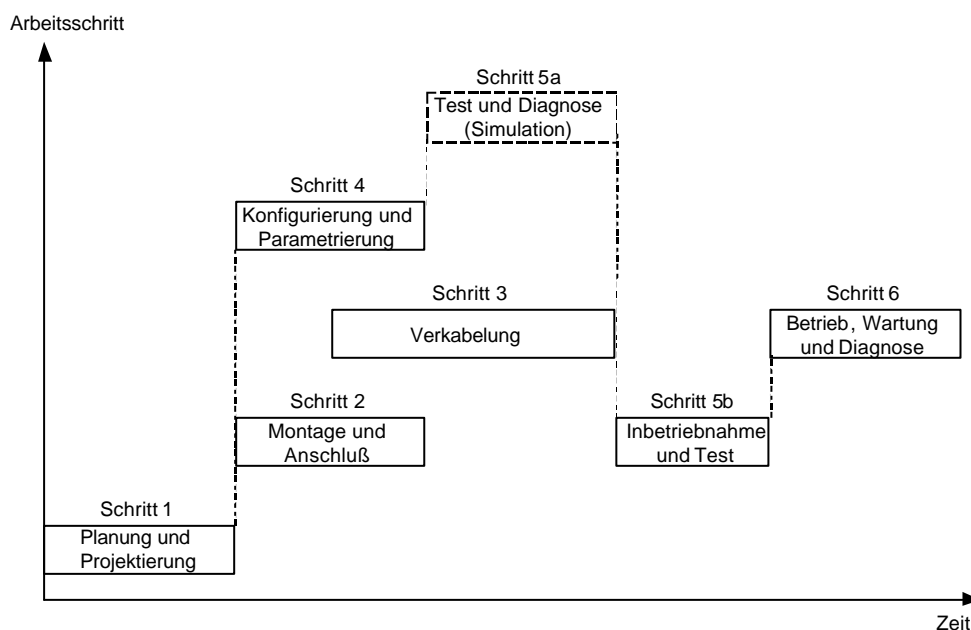 Arbeitsschritt
Schritt 5a
Test und Diagnose
(Simulation)
Schritt 4
Konfigurierung und
Parametrierung
Schritt 3
Verkabelung
Schritt 6
Betrieb, Wartung
und Diagnose
Schritt 2
Montage und
Anschluß
Schritt 5b
Inbetriebnahme
und Test
Schritt 1
Planung und
Projektierung
Zeit